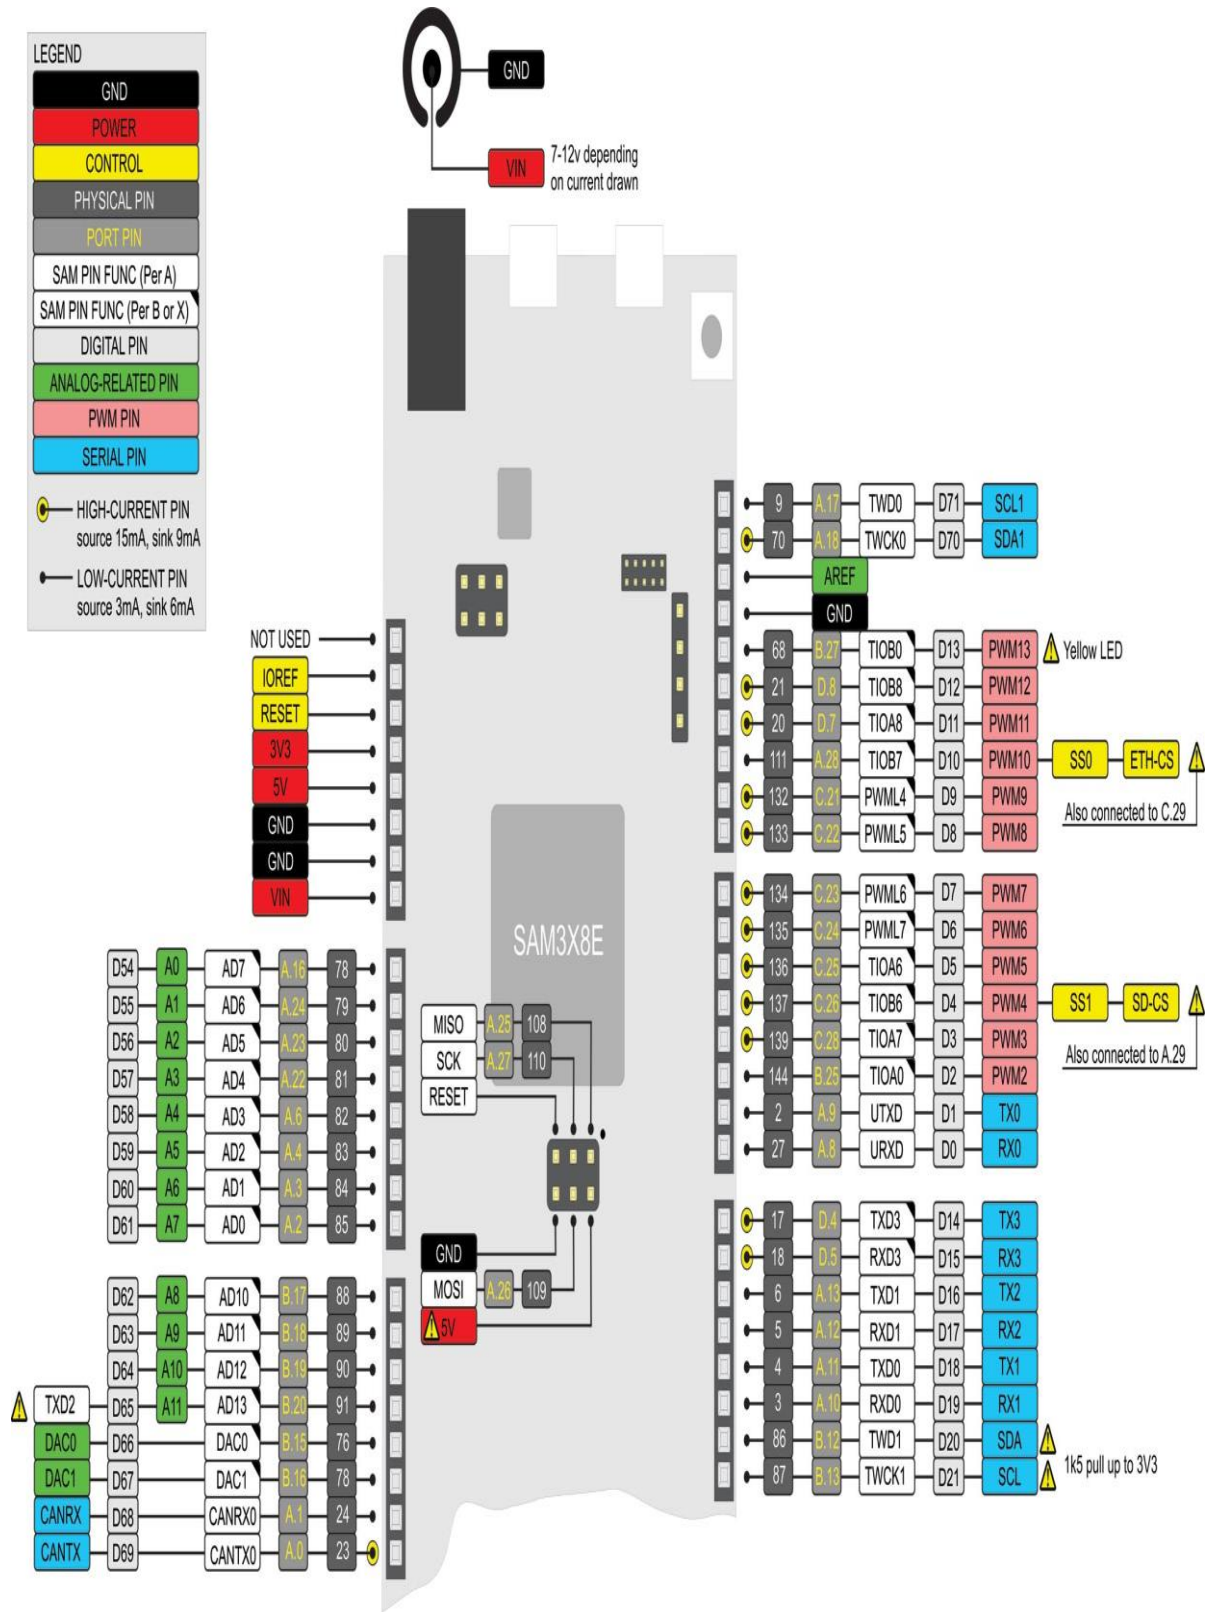 LEGEND
GND
POWER
CONTROL
PHYSICAL PIN
PORT PIN
SAM PIN FUNC (Per A)
SAM PIN FUNC (Per B or X)
DIGITAL PIN
ANALOG-RELATED PIN
PWM PIN
SERIAL PIN
HIGH-CURRENT PIN
source 15mA, sink 9mA
LOW-CURRENT PIN
source 3mA, sink 6mA
GND
VIN
7-12v depending
on current drawn
NOT USED
IOREF
RESET
3V3
5V
GND
GND
VIN
D54 A0 AD7 A.16 78
D55 A1 AD6 A.24 79
D56 A2 AD5 A.23 80
D57 A3 AD4 A.22 81
D58 A4 AD3 A.6 82
D59 A5 AD2 A.4 83
D60 A6 AD1 A.3 84
D61 A7 AD0 A.2 85
D62 A8 AD10 B.17 88
D63 A9 AD11 B.18 89
D64 A10 AD12 B.19 90
TXD2 D65 A11 AD13 B.20 91
DAC0 D66 DAC0 B.15 76
DAC1 D67 DAC1 B.16 78
CANRX D68 CANRX0 A.1 24
CANTX D69 CANTX0 A.0 23
SAM3X8E
MISO A.25 108
SCK A.27 110
RESET
GND
MOSI A.26 109
5V
9 A.17 TWD0 D71 SCL1
70 A.18 TWCK0 D70 SDA1
AREF
GND
68 B.27 TIOB0 D13 PWM13 Yellow LED
21 D.8 TIOB8 D12 PWM12
20 D.7 TIOA8 D11 PWM11
111 A.28 TIOB7 D10 PWM10 SS0 ETH-CS
132 C.21 PWML4 D9 PWM9
Also connected to C.29
133 C.22 PWML5 D8 PWM8
134 C.23 PWML6 D7 PWM7
135 C.24 PWML7 D6 PWM6
136 C.25 TIOA6 D5 PWM5
137 C.26 TIOB6 D4 PWM4 SS1 SD-CS
139 C.28 TIOA7 D3 PWM3
Also connected to A.29
144 B.25 TIOA0 D2 PWM2
2 A.9 UTXD D1 TX0
27 A.8 URXD D0 RX0
17 D.4 TXD3 D14 TX3
18 D.5 RXD3 D15 RX3
6 A.13 TXD1 D16 TX2
5 A.12 RXD1 D17 RX2
4 A.11 TXD0 D18 TX1
3 A.10 RXD0 D19 RX1
86 B.12 TWD1 D20 SDA
1k5 pull up to 3V3
87 B.13 TWCK1 D21 SCL